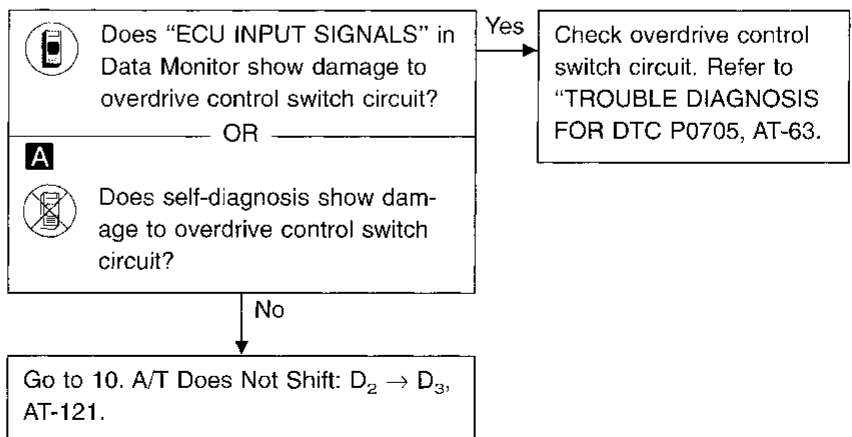 Does “ECU INPUT SIGNALS” in
Data Monitor show damage to
overdrive control switch circuit?
Yes
Check overdrive control
switch circuit. Refer to
“TROUBLE DIAGNOSIS
FOR DTC P0705, AT-63.
OR
A
Does self-diagnosis show dam-
age to overdrive control switch
circuit?
No
Go to 10. A/T Does Not Shift: D₂ → D₃,
AT-121.